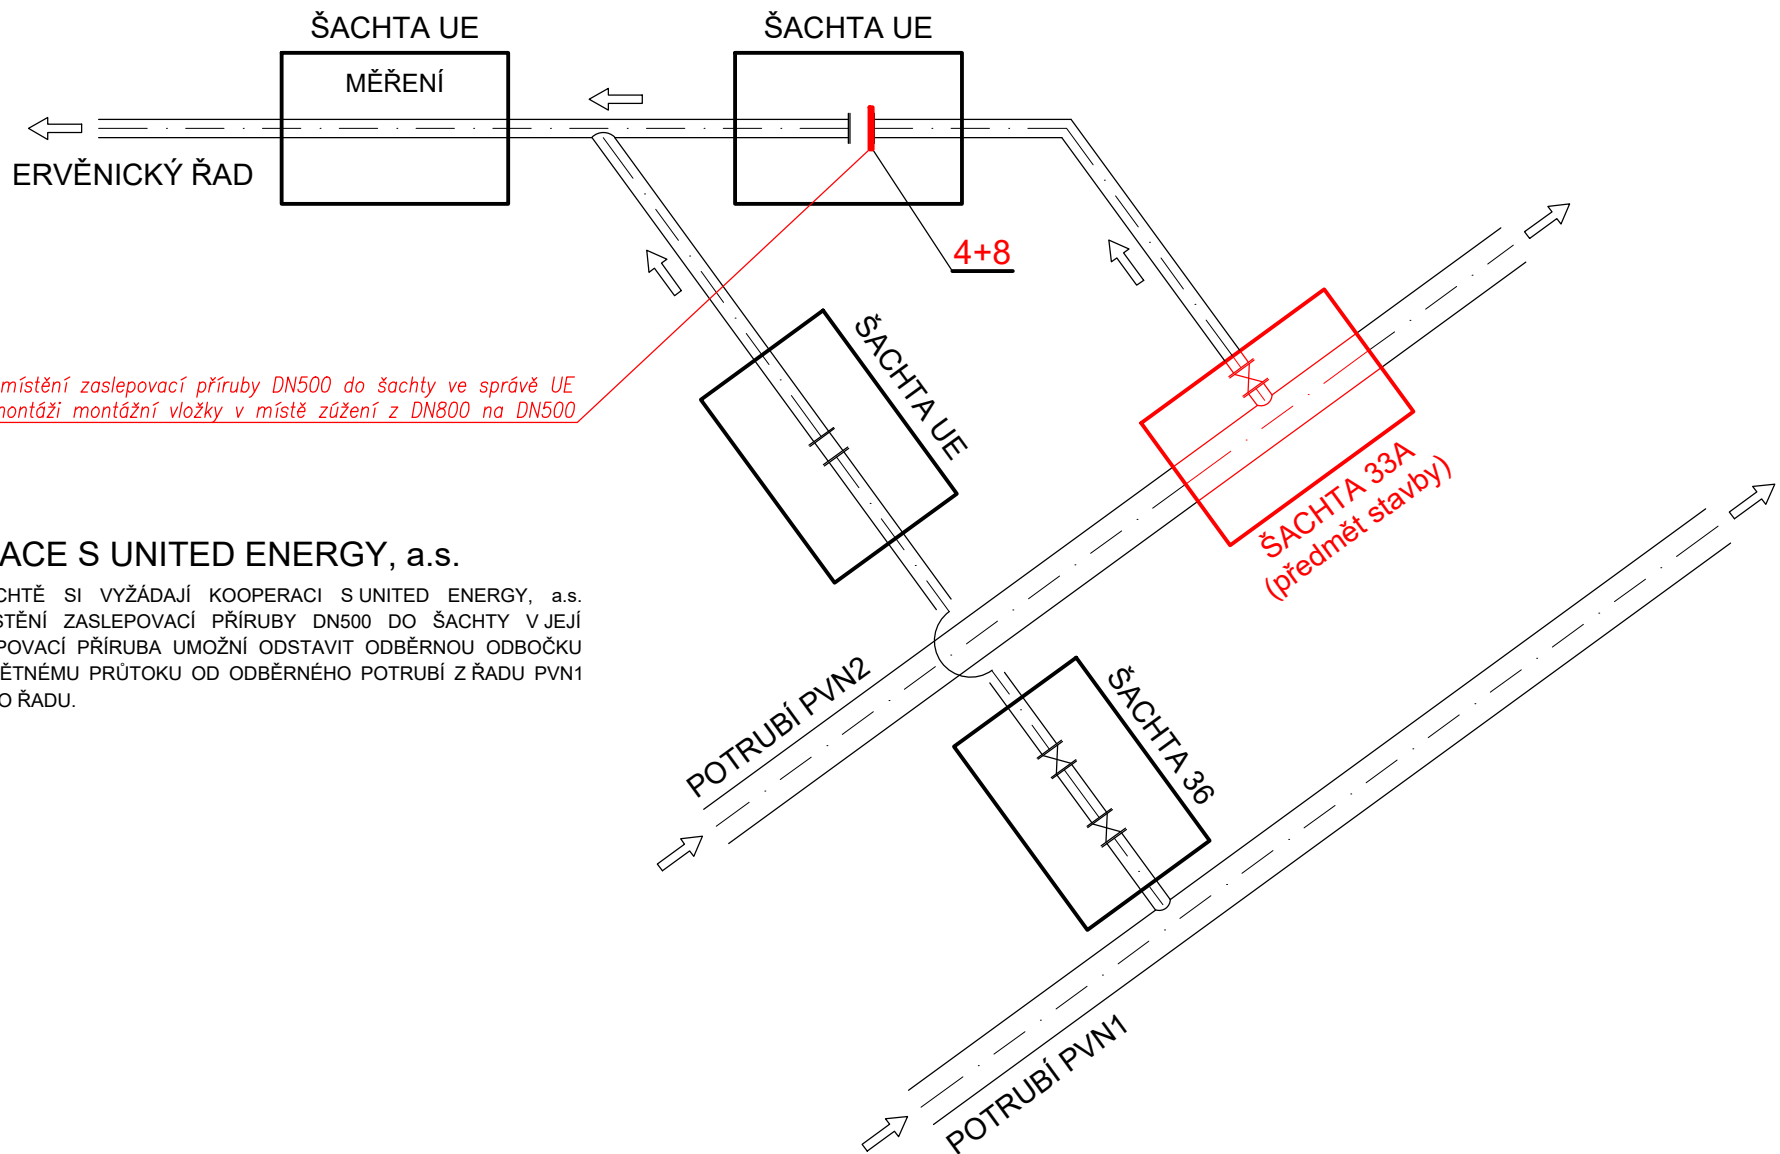 ŠACHTA UE
ŠACHTA UE
MĚŘENÍ
ERVĚNICKÝ ŘAD
4+8
místění zaslepovací příruby DN500 do šachty ve správě UE
montáži montážní vložky v místě zúžení z DN800 na DN500
ŠACHTA UE
ŠACHTA 33A
(předmět stavby)
ACE S UNITED ENERGY, a.s.
CHTĚ SI VYŽÁDAJÍ KOOPERACI S UNITED ENERGY, a.s.
STĚNÍ ZASLEPOVACÍ PŘÍRUBY DN500 DO ŠACHTY V JEJÍ
POVACÍ PŘÍRUBA UMOŽNÍ ODSTAVIT ODBĚRNOU ODBOČKU
ĚTNÉMU PRŮTOKU OD ODBĚRNÉHO POTRUBÍ Z ŘADU PVN1
O ŘADU.
POTRUBÍ PVN2
ŠACHTA 36
POTRUBÍ PVN1